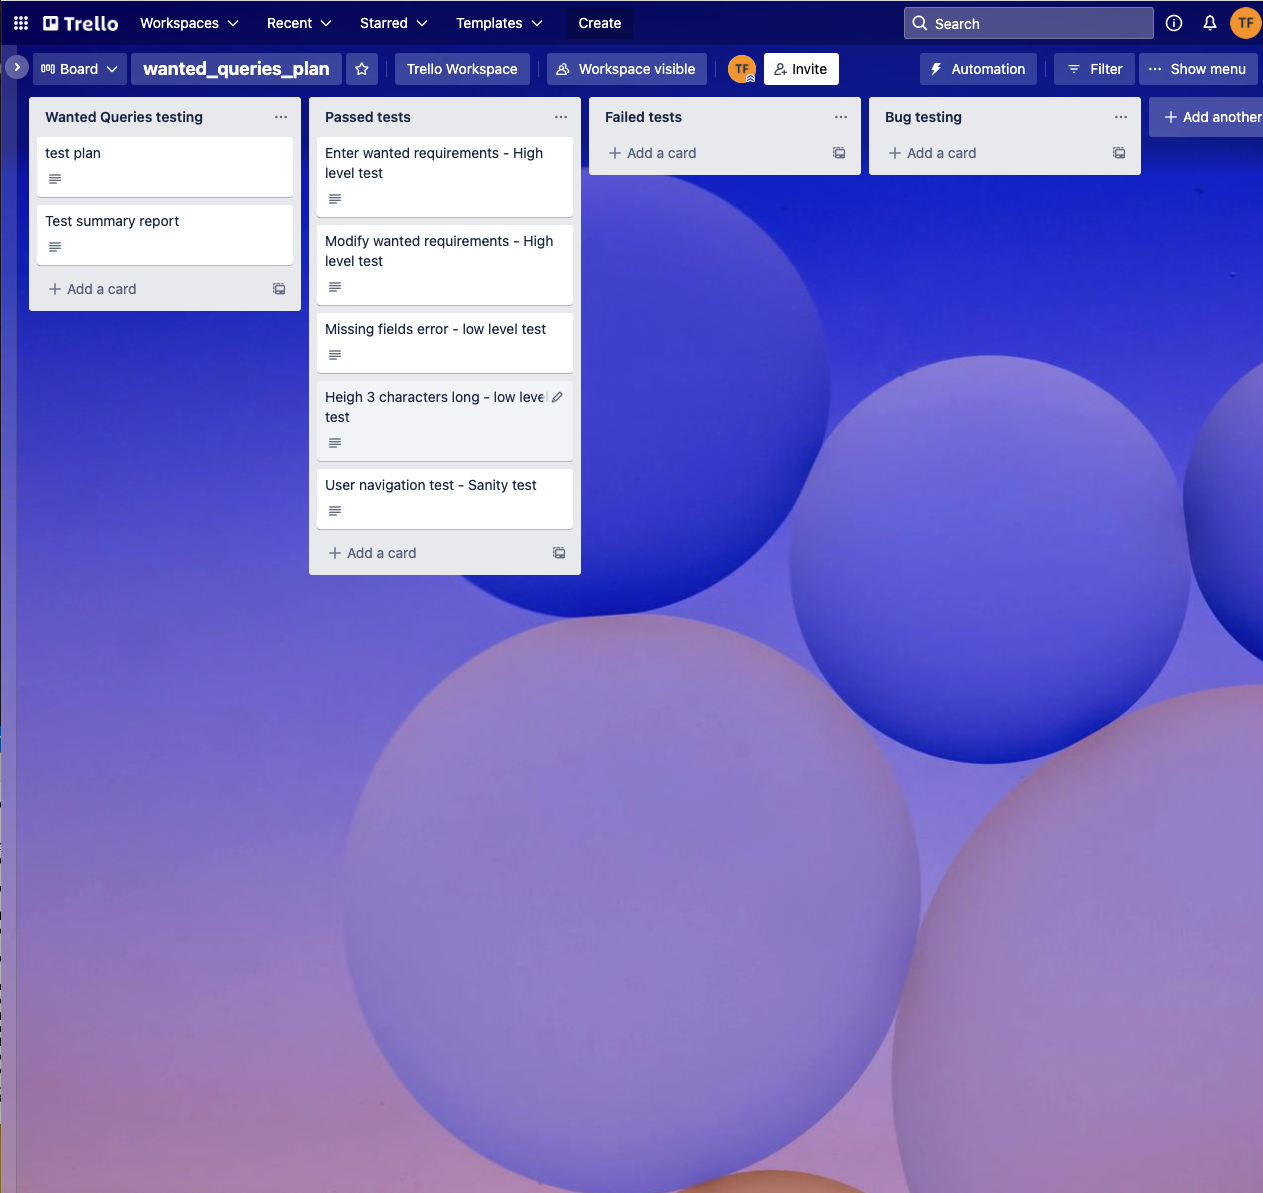 Trello Workspaces Recent Starred Templates Create Search TF
Board wanted_queries_plan Trello Workspace Workspace visible TF Invite Automation Filter Show menu
Wanted Queries testing
test plan
Test summary report
Add a card
Passed tests
Enter wanted requirements - High
level test
Modify wanted requirements - High
level test
Missing fields error - low level test
Heigh 3 characters long - low level
test
User navigation test - Sanity test
Add a card
Failed tests
Add a card
Bug testing
Add a card
Add another